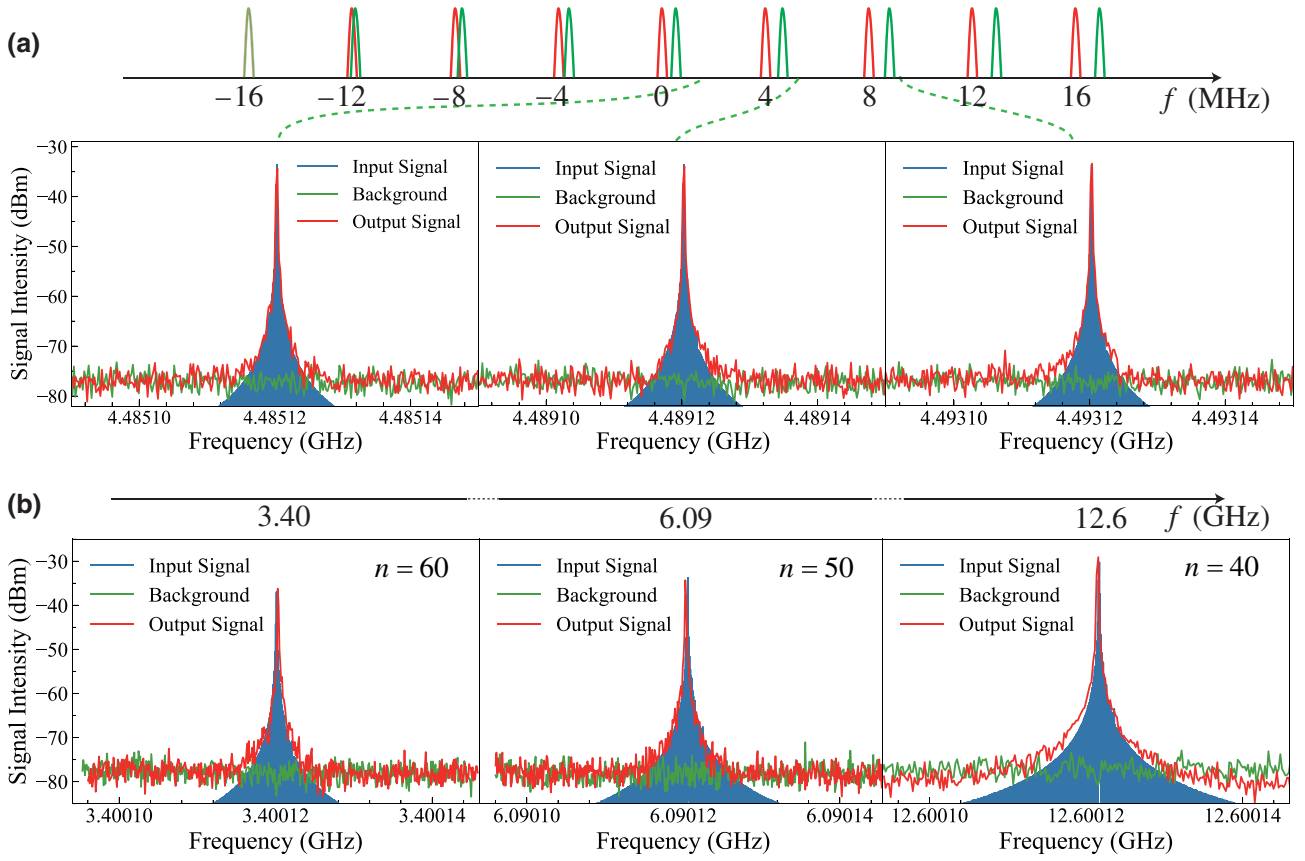 (a)
−16 −12 −8 −4 0 4 8 12 16 f (MHz)
−30 −40 −50 −60 −70 −80
Signal Intensity (dBm)
Input Signal
Background
Output Signal
Input Signal
Background
Output Signal
Input Signal
Background
Output Signal
4.48510 4.48512 4.48514 4.48910 4.48912 4.48914 4.49310 4.49312 4.49314
Frequency (GHz) Frequency (GHz) Frequency (GHz)
(b)
3.40 6.09 12.6 f (GHz)
−30 −40 −50 −60 −70 −80
Signal Intensity (dBm)
Input Signal n = 60
Background
Output Signal
Input Signal n = 50
Background
Output Signal
Input Signal n = 40
Background
Output Signal
3.40010 3.40012 3.40014 6.09010 6.09012 6.09014 12.60010 12.60012 12.60014
Frequency (GHz) Frequency (GHz) Frequency (GHz)